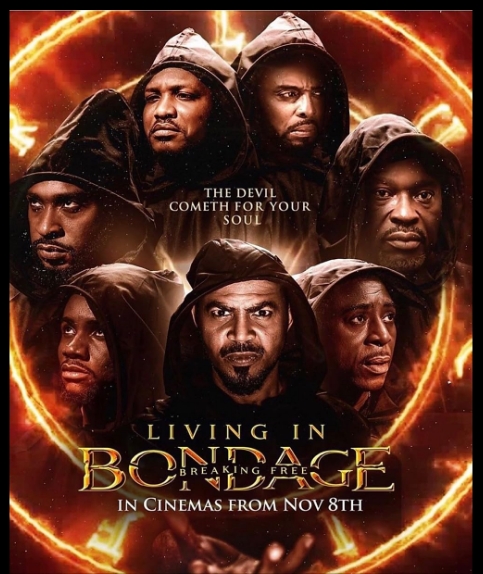 THE DEVIL
COMETH FOR YOUR
SOUL
LIVING IN
BONDAGE
BREAKING FREE
IN CINEMAS FROM NOV 8TH